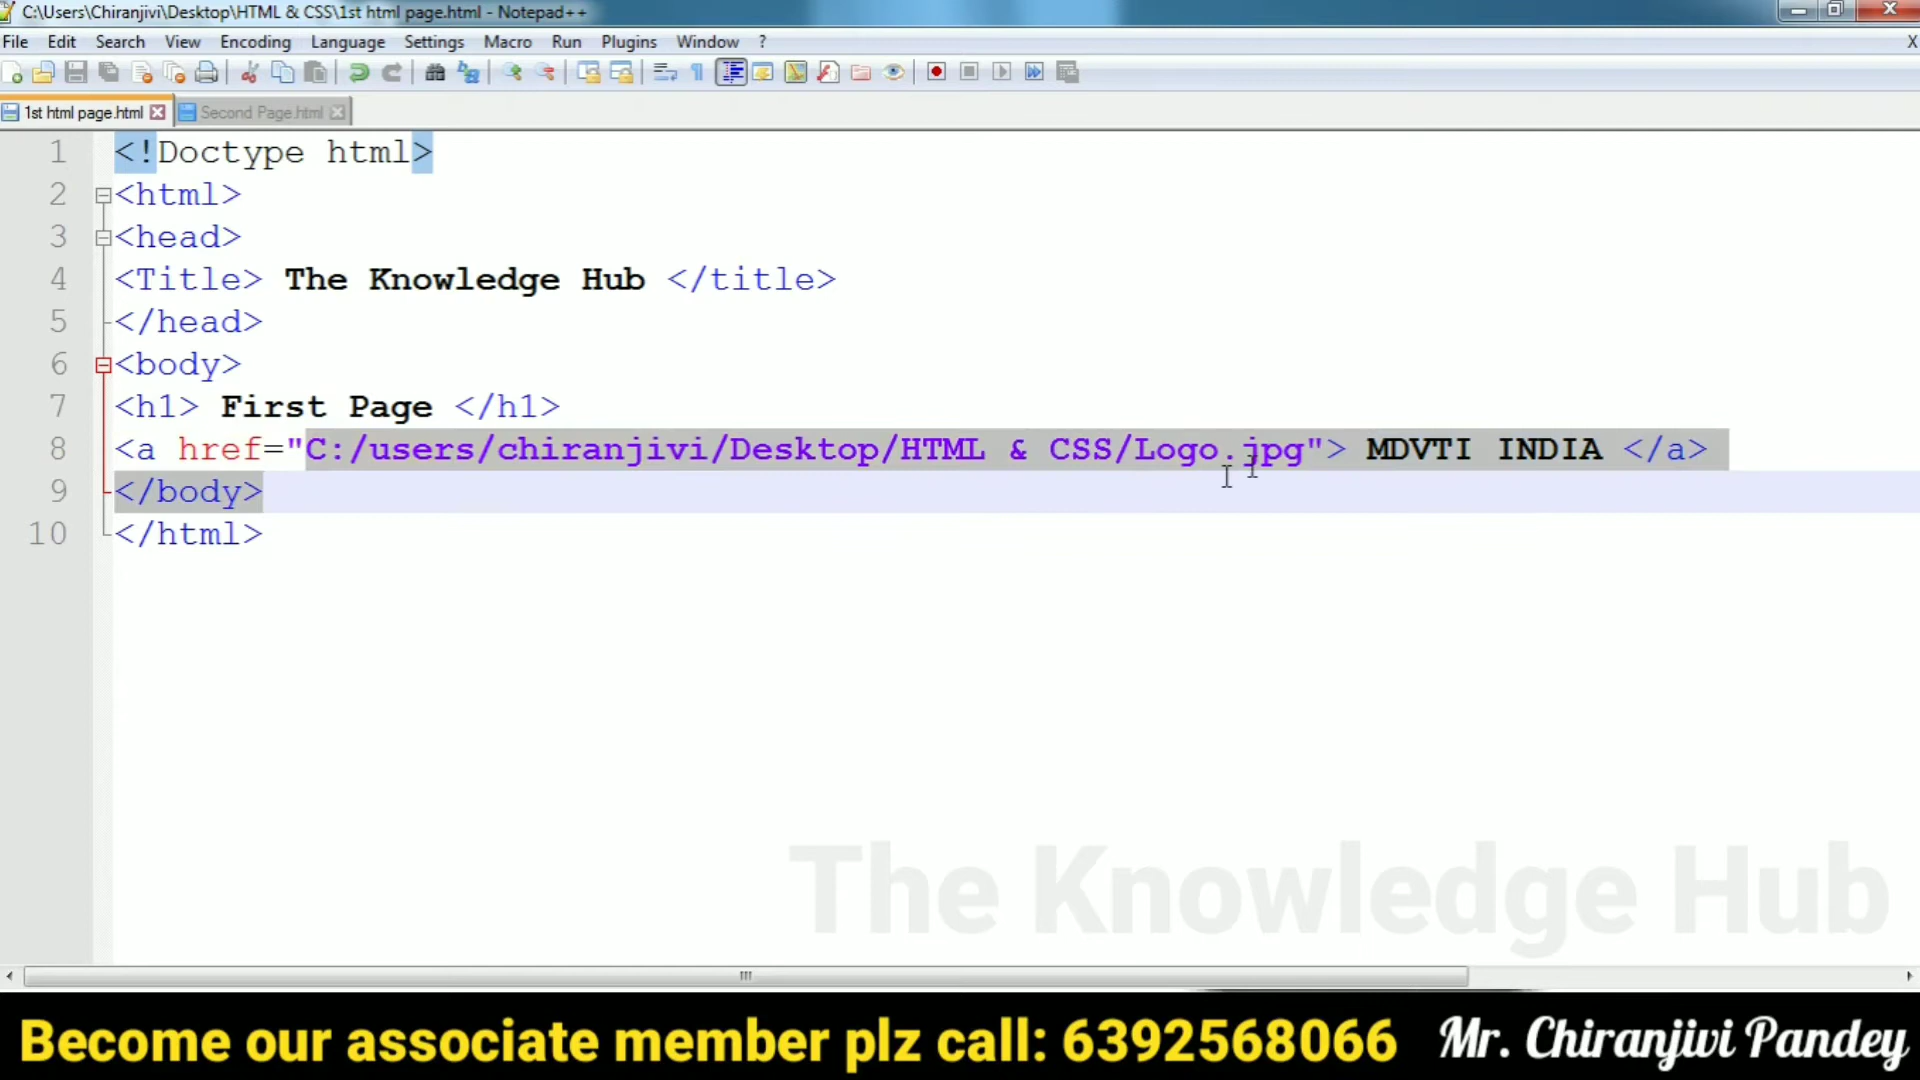 C:\Users\Chiranjivi\Desktop\HTML & CSS\1st html page.html - Notepad++
File Edit Search View Encoding Language Settings Macro Run Plugins Window ? X
1st html page.html Second Page.html
1 <!Doctype html>
2 <html>
3 <head>
4 <Title> The Knowledge Hub </title>
5 </head>
6 <body>
7 <h1> First Page </h1>
8 <a href="C:/users/chiranjivi/Desktop/HTML & CSS/Logo.jpg"> MDVTI INDIA </a>
9 </body>
10 </html>
The Knowledge Hub
Become our associate member plz call: 6392568066 Mr. Chiranjivi Pandey